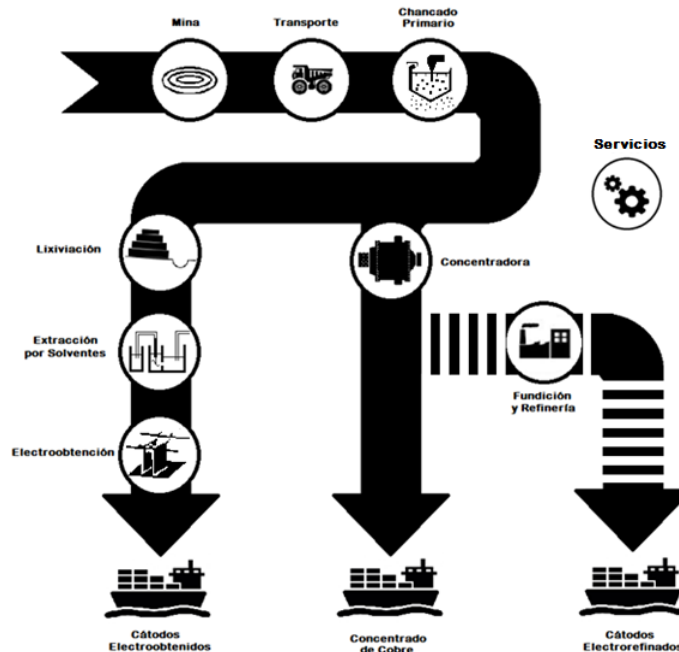 Mina
Transporte
Chancado
Primario
Servicios
Lixiviación
Concentradora
Extracción
por Solventes
Fundición
y Refinería
Electroobtención
Cátodos
Electroobtenidos
Concentrado
de Cobre
Cátodos
Electrorefinados